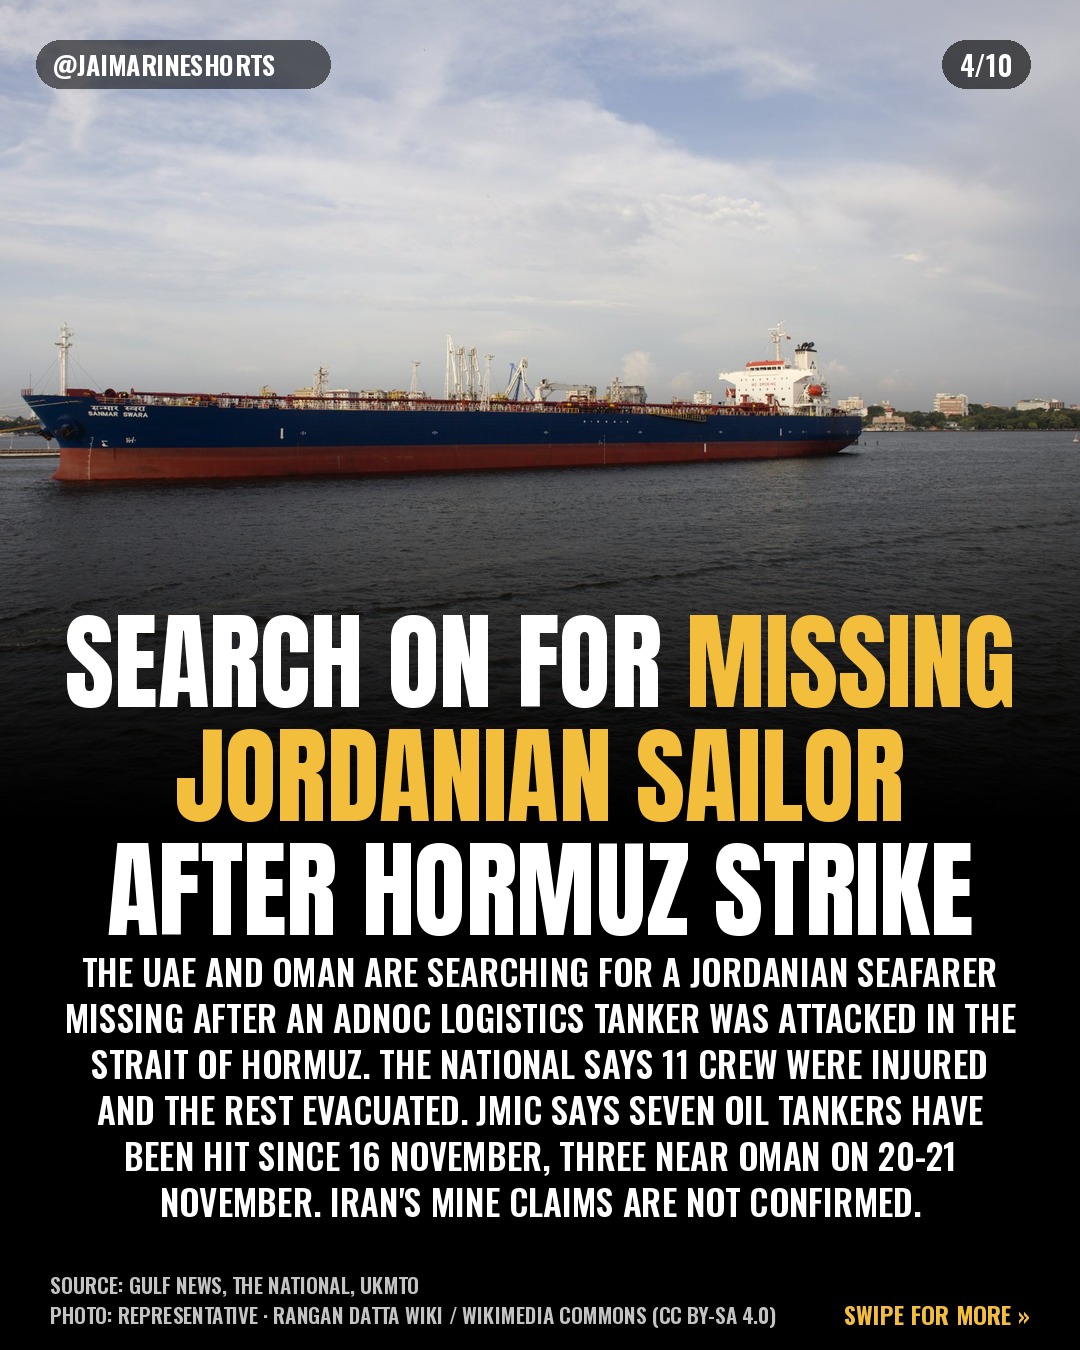 @JAIMARINESHORTS
4/10
सन्मार स्वरा
SANMAR SWARA
SEARCH ON FOR MISSING
JORDANIAN SAILOR
AFTER HORMUZ STRIKE
THE UAE AND OMAN ARE SEARCHING FOR A JORDANIAN SEAFARER
MISSING AFTER AN ADNOC LOGISTICS TANKER WAS ATTACKED IN THE
STRAIT OF HORMUZ. THE NATIONAL SAYS 11 CREW WERE INJURED
AND THE REST EVACUATED. JMIC SAYS SEVEN OIL TANKERS HAVE
BEEN HIT SINCE 16 NOVEMBER, THREE NEAR OMAN ON 20-21
NOVEMBER. IRAN'S MINE CLAIMS ARE NOT CONFIRMED.
SOURCE: GULF NEWS, THE NATIONAL, UKMTO
PHOTO: REPRESENTATIVE · RANGAN DATTA WIKI / WIKIMEDIA COMMONS (CC BY-SA 4.0)
SWIPE FOR MORE »